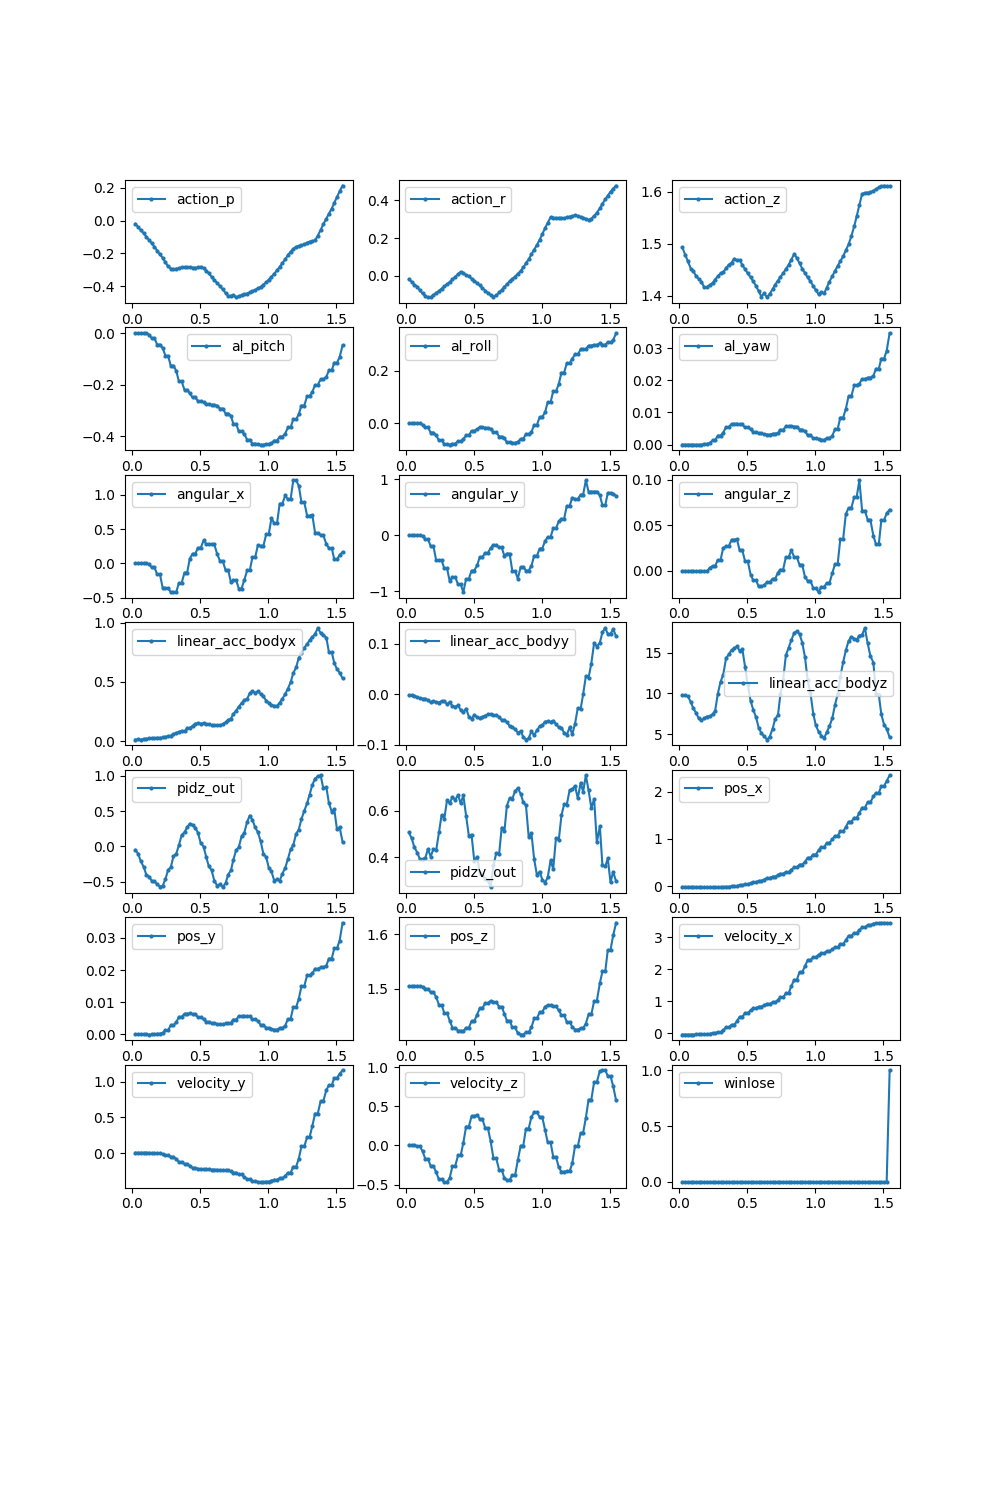 action_p
0.2
0.0
−0.2
−0.4
0.0 0.5 1.0 1.5
action_r
0.4
0.2
0.0
0.0 0.5 1.0 1.5
action_z
1.6
1.5
1.4
0.0 0.5 1.0 1.5
al_pitch
0.0
−0.2
−0.4
0.0 0.5 1.0 1.5
al_roll
0.2
0.0
0.0 0.5 1.0 1.5
al_yaw
0.03
0.02
0.01
0.00
0.0 0.5 1.0 1.5
angular_x
1.0
0.5
0.0
−0.5
0.0 0.5 1.0 1.5
angular_y
1
0
−1
0.0 0.5 1.0 1.5
angular_z
0.10
0.05
0.00
0.0 0.5 1.0 1.5
linear_acc_bodyx
1.0
0.5
0.0
0.0 0.5 1.0 1.5
linear_acc_bodyy
0.1
0.0
−0.1
0.0 0.5 1.0 1.5
linear_acc_bodyz
15
10
5
0.0 0.5 1.0 1.5
pidz_out
1.0
0.5
0.0
−0.5
0.0 0.5 1.0 1.5
pidzv_out
0.6
0.4
0.0 0.5 1.0 1.5
pos_x
2
1
0
0.0 0.5 1.0 1.5
pos_y
0.03
0.02
0.01
0.00
0.0 0.5 1.0 1.5
pos_z
1.6
1.5
0.0 0.5 1.0 1.5
velocity_x
3
2
1
0
0.0 0.5 1.0 1.5
velocity_y
1.0
0.5
0.0
0.0 0.5 1.0 1.5
velocity_z
1.0
0.5
0.0
−0.5
0.0 0.5 1.0 1.5
winlose
1.0
0.5
0.0
0.0 0.5 1.0 1.5